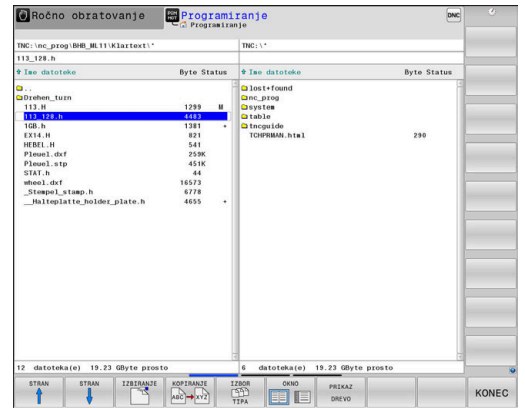 Ročno obratovanje
PGM MGT
Programiranje
Programiranje
DNC
TNC:\nc_prog\BHB_ML11\Klartext\*
TNC:\*
113_128.h
Ime datoteke Byte Status
Ime datoteke Byte Status
..
Drehen_turn
113.H 1299 M
113_128.h 4483
1GB.h 1381 +
EX14.H 821
HEBEL.H 541
Pleuel.dxf 259K
Pleuel.stp 451K
STAT.h 44
wheel.dxf 16573
_Stempel_stamp.h 6778
__Halteplatte_holder_plate.h 4655 +
lost+found
nc_prog
system
table
tncguide
TCHPRMAN.html 290
12 datoteka(e) 19.23 GByte prosto
6 datoteka(e) 19.23 GByte prosto
STRAN
STRAN
IZBIRANJE
KOPIRANJE
ABC XYZ
IZBOR
TIPA
OKNO
PRIKAZ
DREVO
KONEC